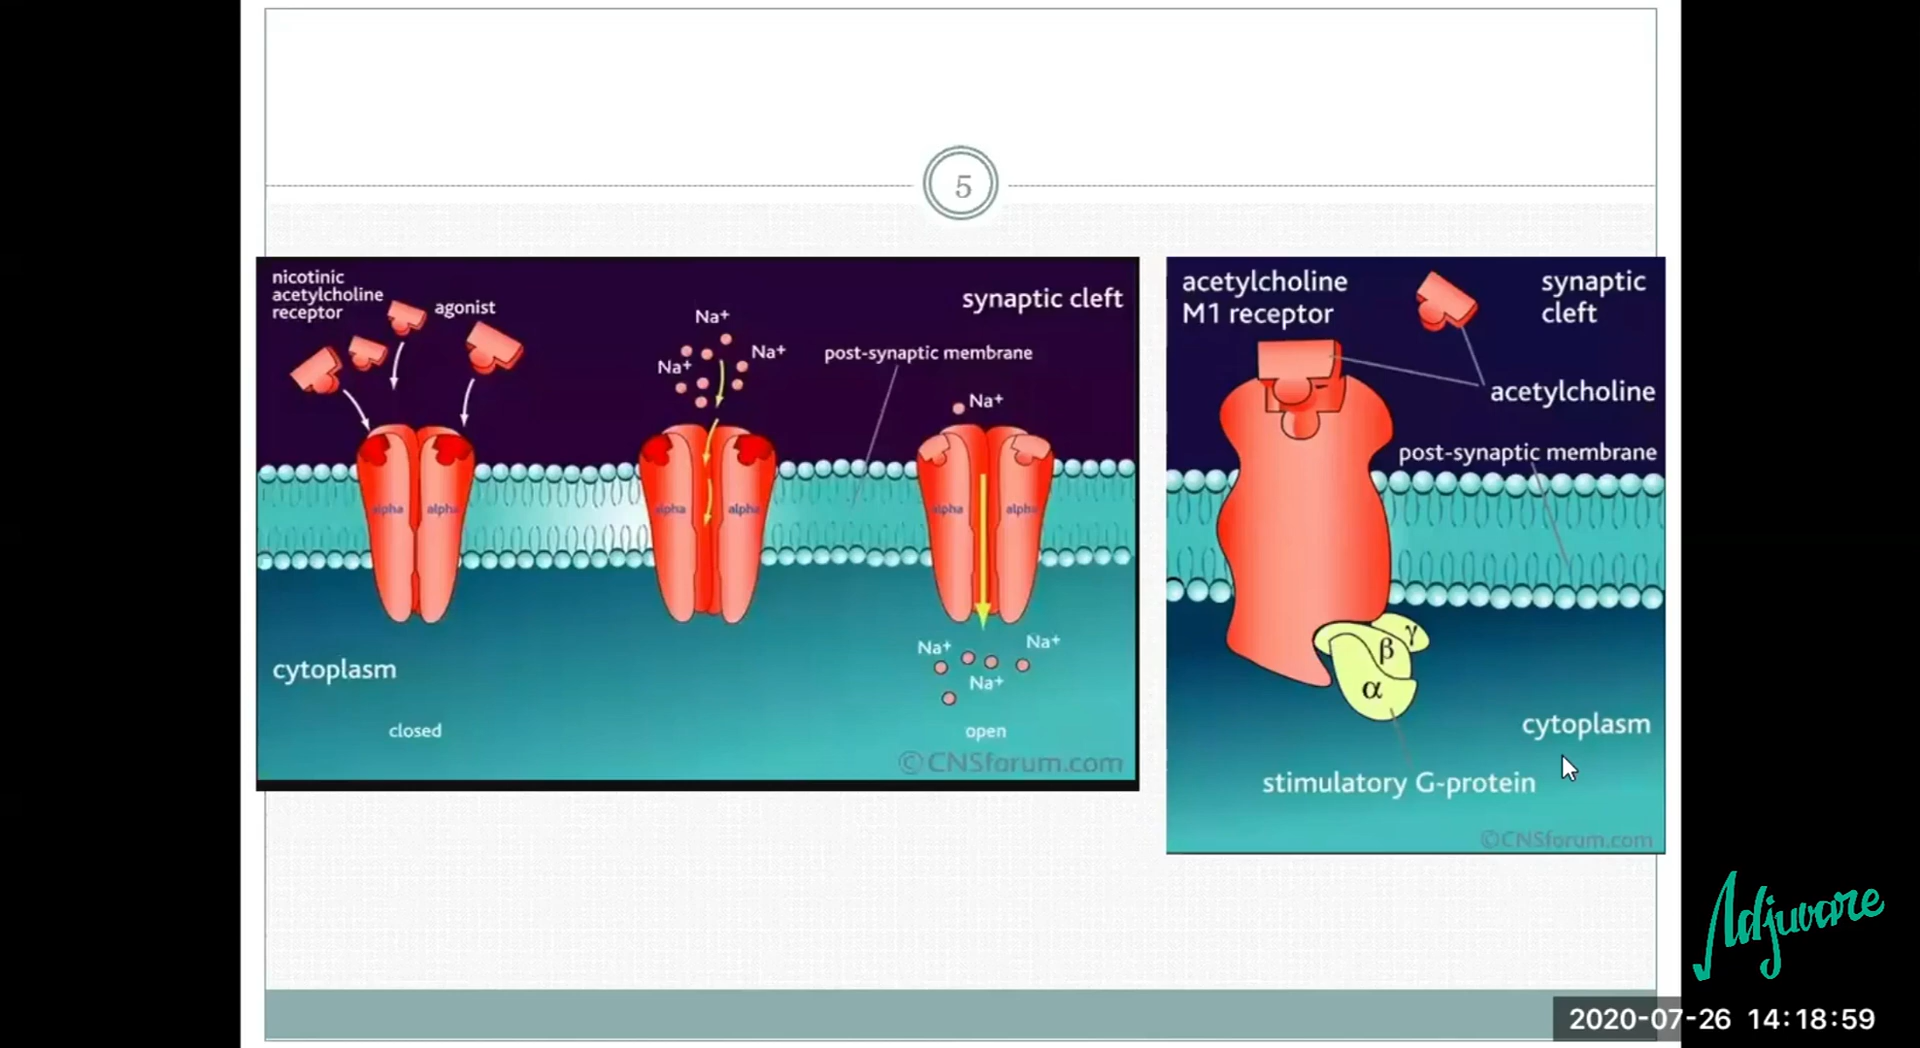 5
nicotinic
acetylcholine
receptor
agonist
Na⁺
Na⁺
Na⁺
synaptic cleft
post-synaptic membrane
Na⁺
alpha
alpha
alpha
alpha
alpha
alpha
Na⁺
Na⁺
Na⁺
cytoplasm
closed
open
©CNSforum.com
acetylcholine
M1 receptor
synaptic
cleft
acetylcholine
post-synaptic membrane
γ
β
α
cytoplasm
stimulatory G-protein
©CNSforum.com
Adjuvare
2020-07-26 14:18:59